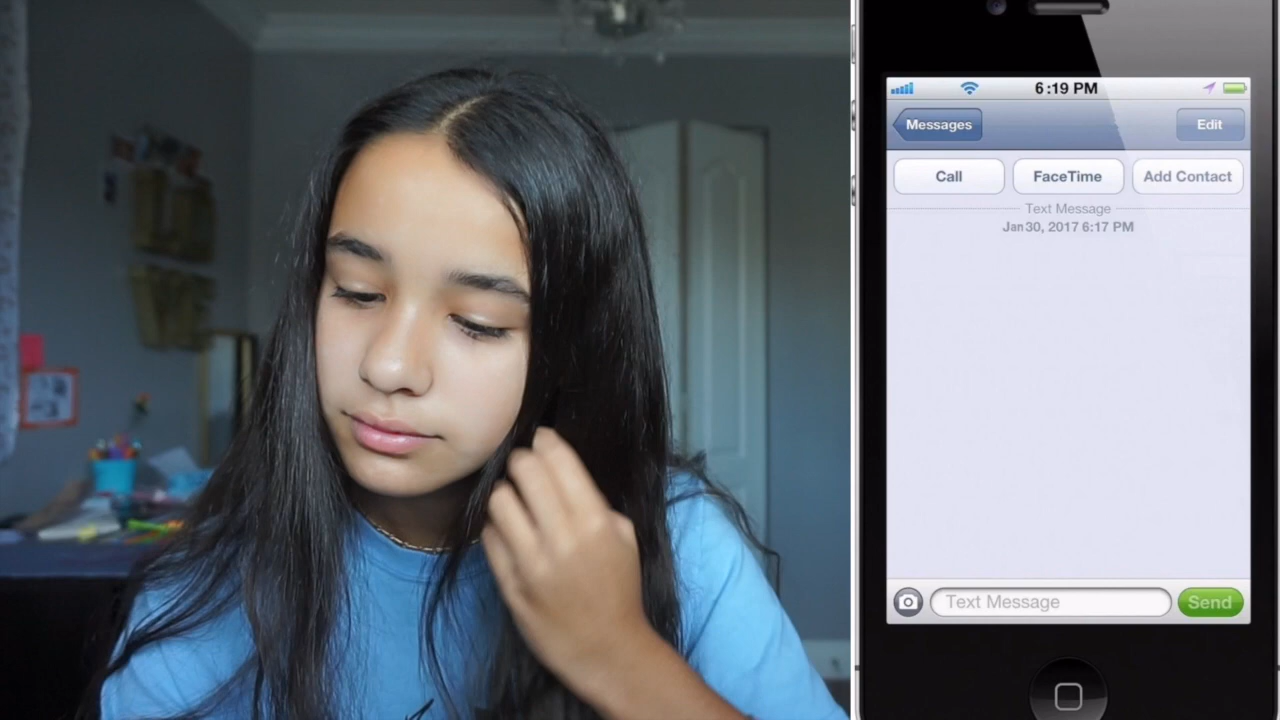 6:19 PM
Messages
Edit
Call
FaceTime
Add Contact
Text Message
Jan 30, 2017 6:17 PM
Text Message
Send